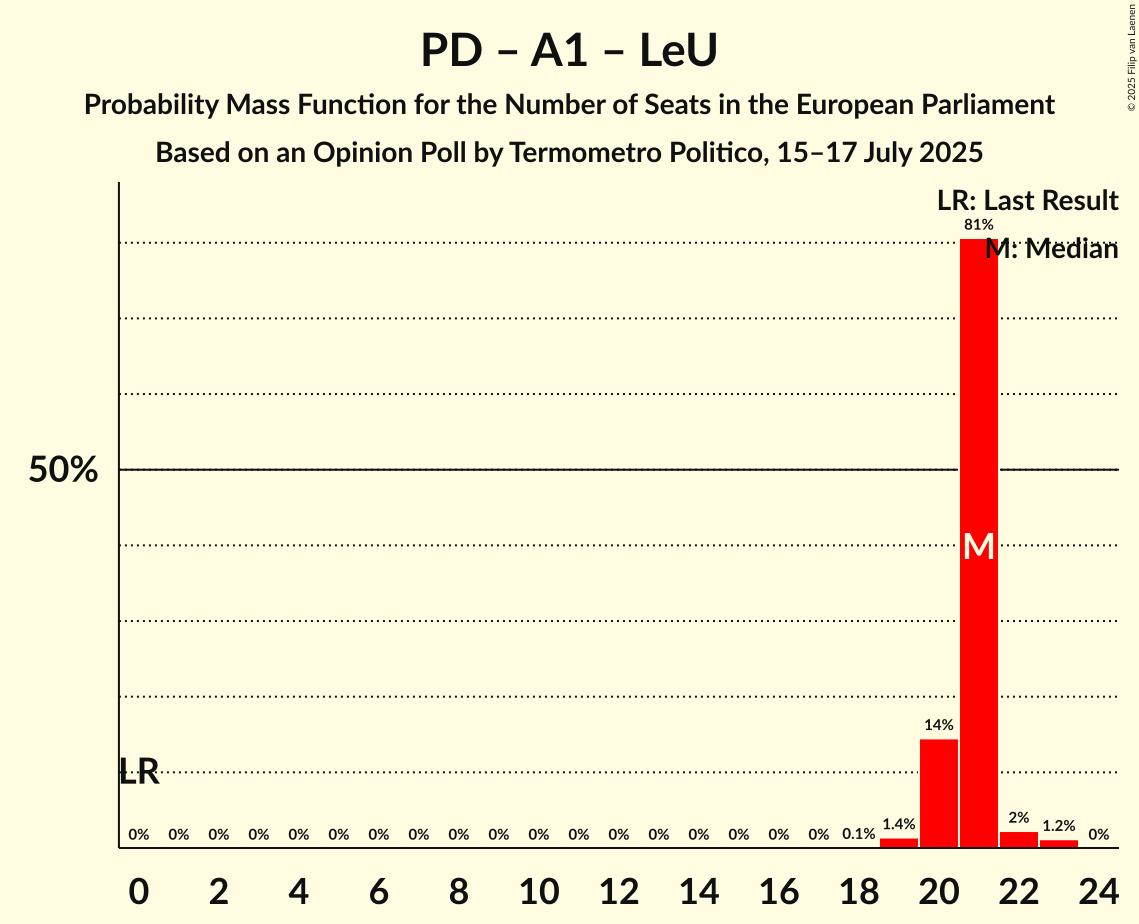 PD – A1 – LeU
Probability Mass Function for the Number of Seats in the European Parliament
Based on an Opinion Poll by Termometro Politico, 15–17 July 2025
© 2025 Filip van Laenen
LR: Last Result
81%
M: Median
50%
M
14%
LR
0% 0% 0% 0% 0% 0% 0% 0% 0% 0% 0% 0% 0% 0% 0% 0% 0% 0% 0.1% 1.4% 2% 1.2% 0%
0 2 4 6 8 10 12 14 16 18 20 22 24